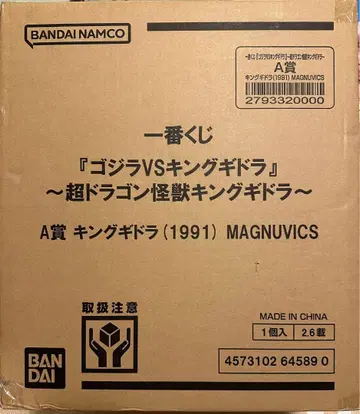 BANDAI NAMCO
一番くじ『ゴジラVSキングギドラ』〜超ドラゴン怪獣キングギドラ〜
A賞
キングギドラ(1991) MAGNUVICS
2793320000
一番くじ
『ゴジラVSキングギドラ』
〜超ドラゴン怪獣キングギドラ〜
A賞 キングギドラ(1991) MAGNUVICS
取扱注意
MADE IN CHINA
1個入 2.6載
BAN
DAI
4573102 64589 0